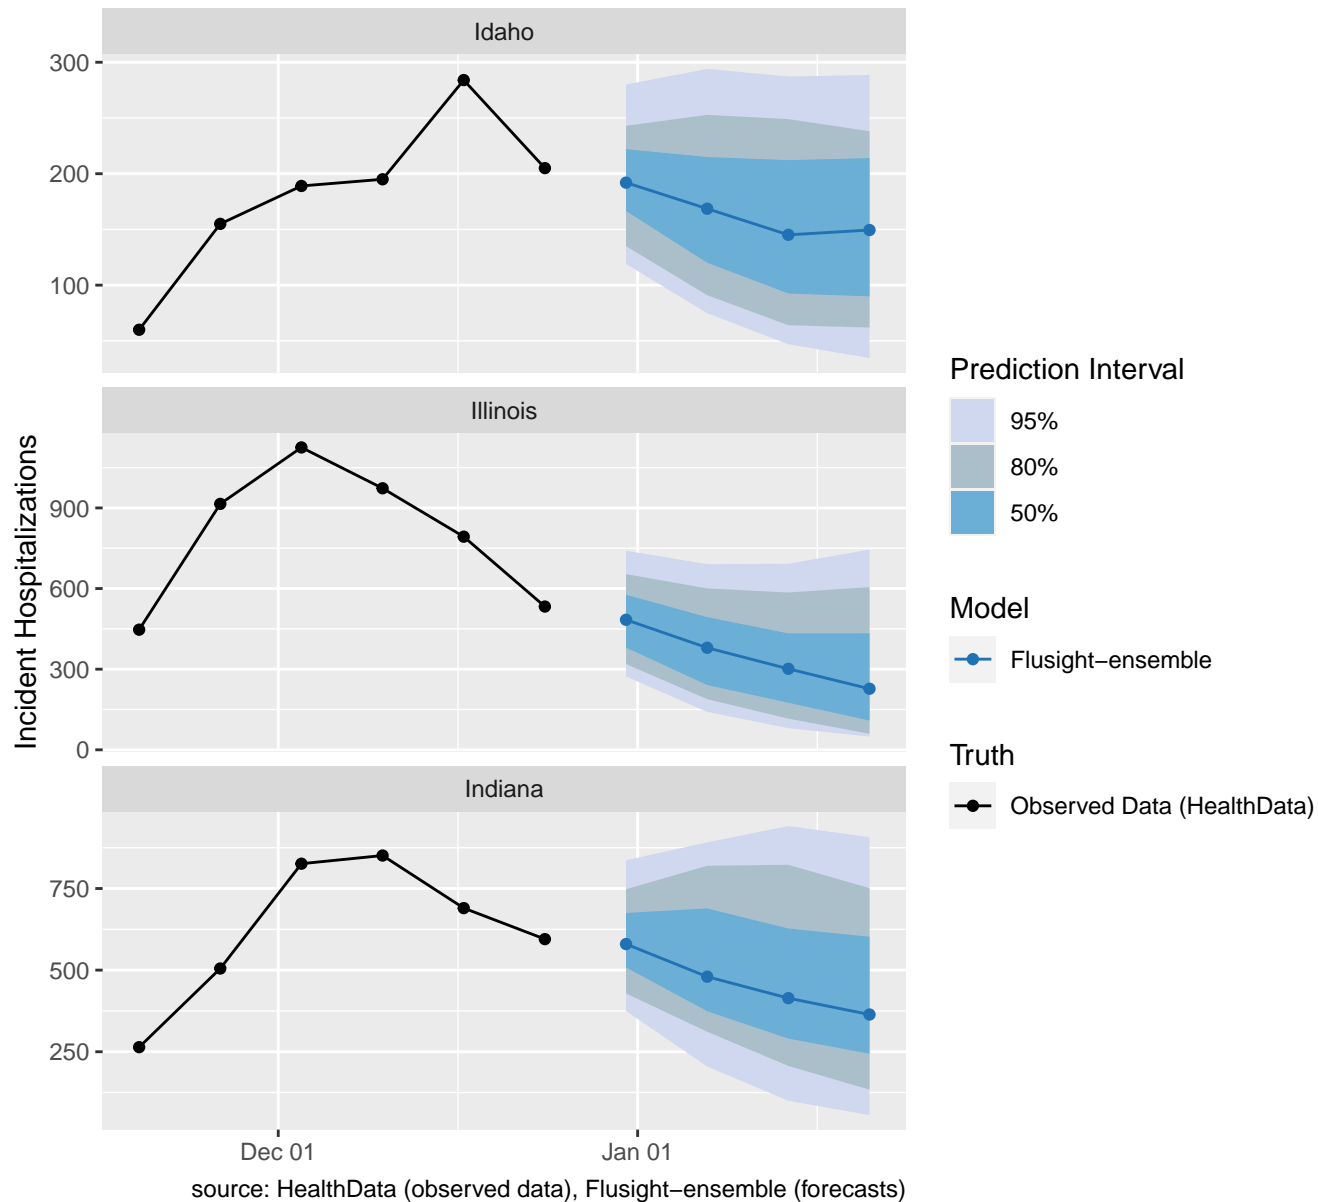 Idaho
300
200
100
Illinois
900
600
300
0
Indiana
750
500
250
Dec 01
Jan 01
Incident Hospitalizations
source: HealthData (observed data), Flusight−ensemble (forecasts)
Prediction Interval
95%
80%
50%
Model
Flusight−ensemble
Truth
Observed Data (HealthData)